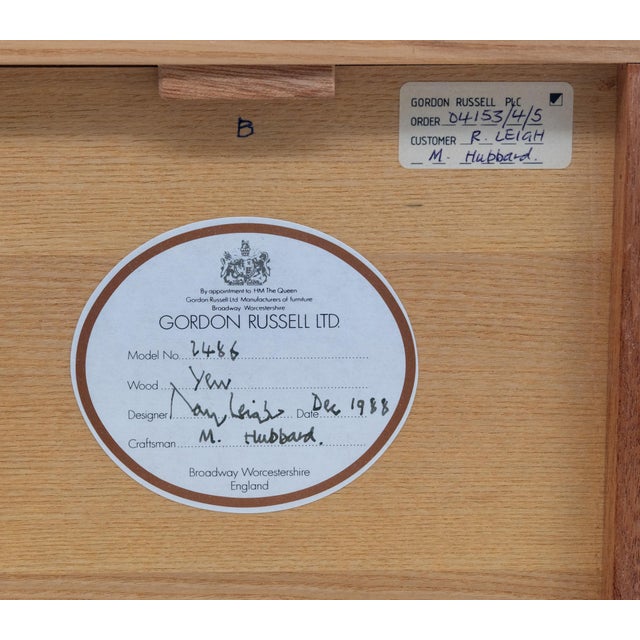 GORDON RUSSELL PLC
ORDER 04153/4/5
CUSTOMER R. LEIGH
M. Hubbard.
B
By appointment to HM The Queen
Gordon Russell Ltd Manufacturers of furniture
Broadway Worcestershire
GORDON RUSSELL LTD.
Model No. 2486
Wood Yew
Designer Ray Leigh Date Dec 1988
Craftsman M. Hubbard.
Broadway Worcestershire
England